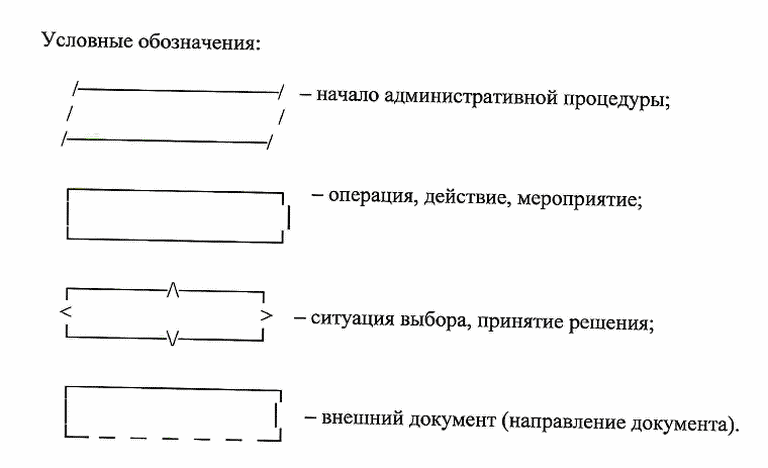 Условные обозначения:
– начало административной процедуры;
– операция, действие, мероприятие;
– ситуация выбора, принятие решения;
– внешний документ (направление документа).